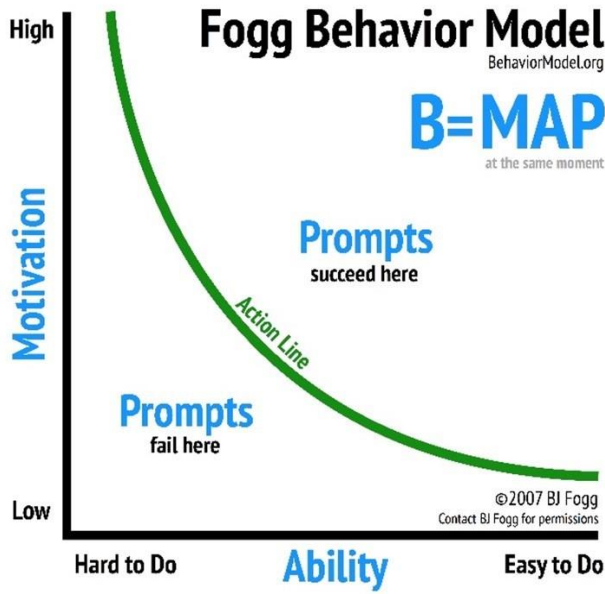 High
Fogg Behavior Model
BehaviorModel.org
B=MAP
at the same moment
Motivation
Prompts
succeed here
Action Line
Prompts
fail here
©2007 BJ Fogg
Contact BJ Fogg for permissions
Low
Hard to Do
Ability
Easy to Do